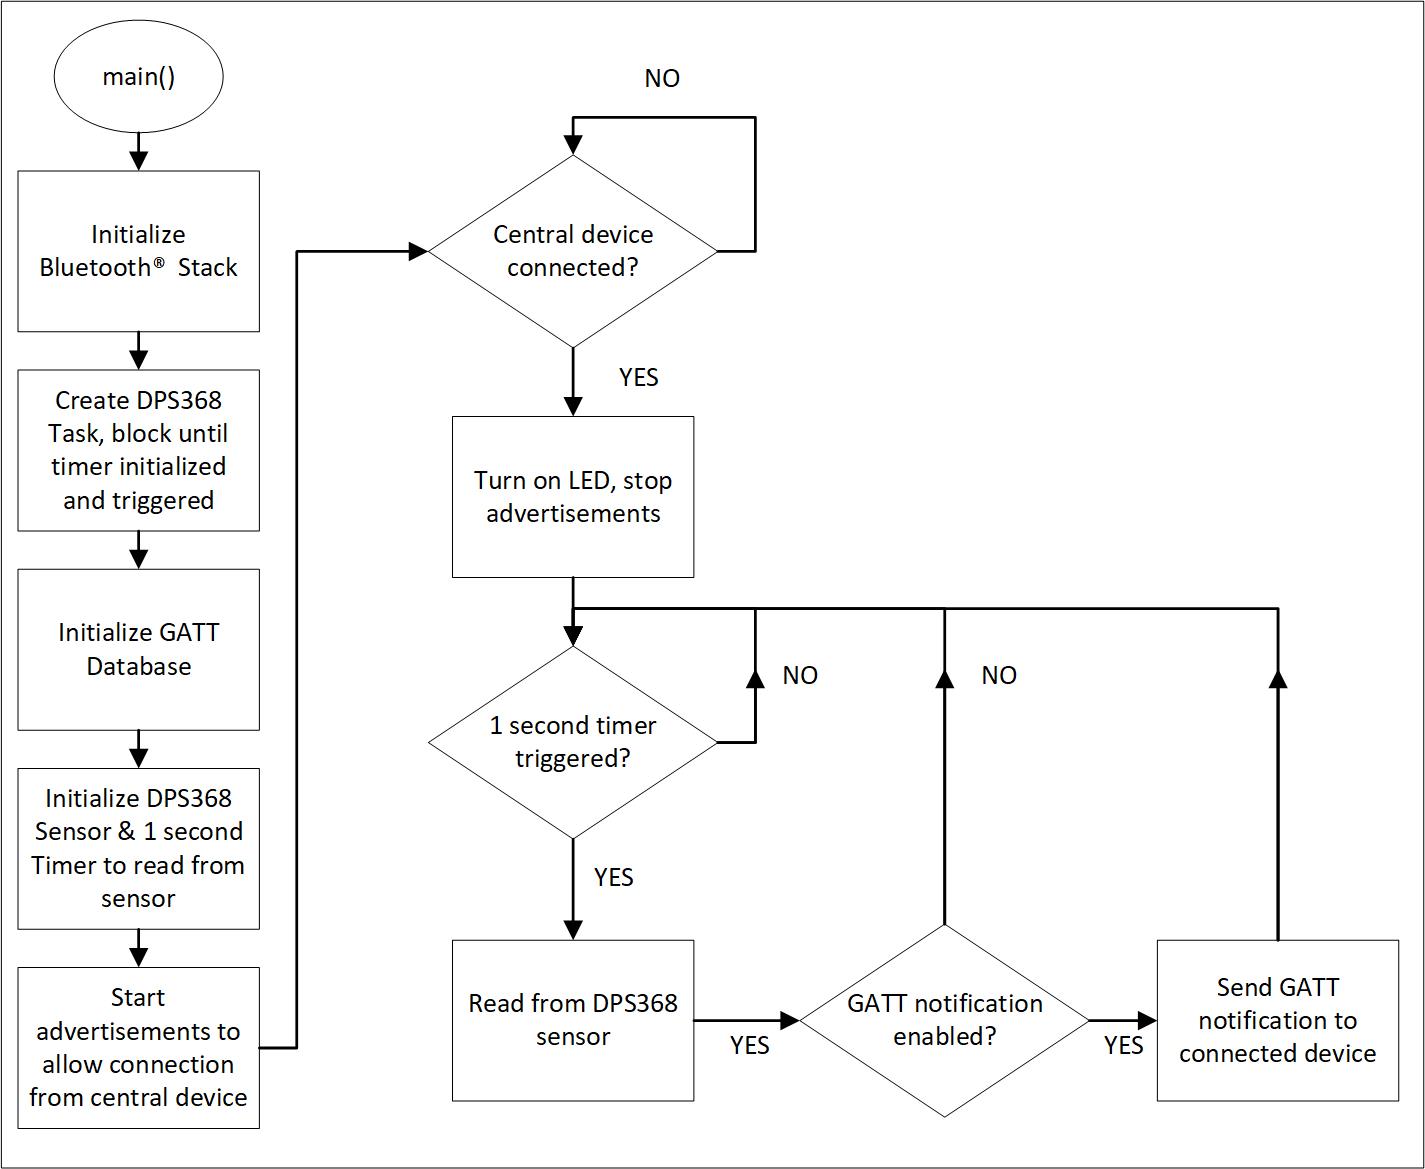 main()
Initialize
Bluetooth® Stack
Create DPS368
Task, block until
timer initialized
and triggered
Initialize GATT
Database
Initialize DPS368
Sensor & 1 second
Timer to read from
sensor
Start
advertisements to
allow connection
from central device
NO
Central device
connected?
YES
Turn on LED, stop
advertisements
1 second timer
triggered?
NO
YES
Read from DPS368
sensor
YES
GATT notification
enabled?
NO
YES
Send GATT
notification to
connected device